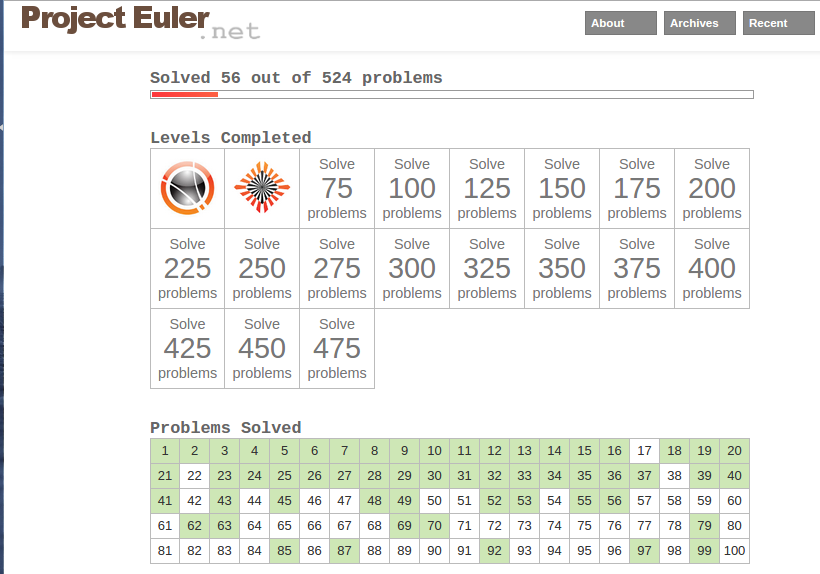 Project Euler
.net
About Archives Recent
Solved 56 out of 524 problems
Levels Completed
Solve Solve Solve Solve Solve Solve
75 100 125 150 175 200
problems problems problems problems problems problems
Solve Solve Solve Solve Solve Solve Solve Solve
225 250 275 300 325 350 375 400
problems problems problems problems problems problems problems problems
Solve Solve Solve
425 450 475
problems problems problems
Problems Solved
1 2 3 4 5 6 7 8 9 10 11 12 13 14 15 16 17 18 19 20
21 22 23 24 25 26 27 28 29 30 31 32 33 34 35 36 37 38 39 40
41 42 43 44 45 46 47 48 49 50 51 52 53 54 55 56 57 58 59 60
61 62 63 64 65 66 67 68 69 70 71 72 73 74 75 76 77 78 79 80
81 82 83 84 85 86 87 88 89 90 91 92 93 94 95 96 97 98 99 100